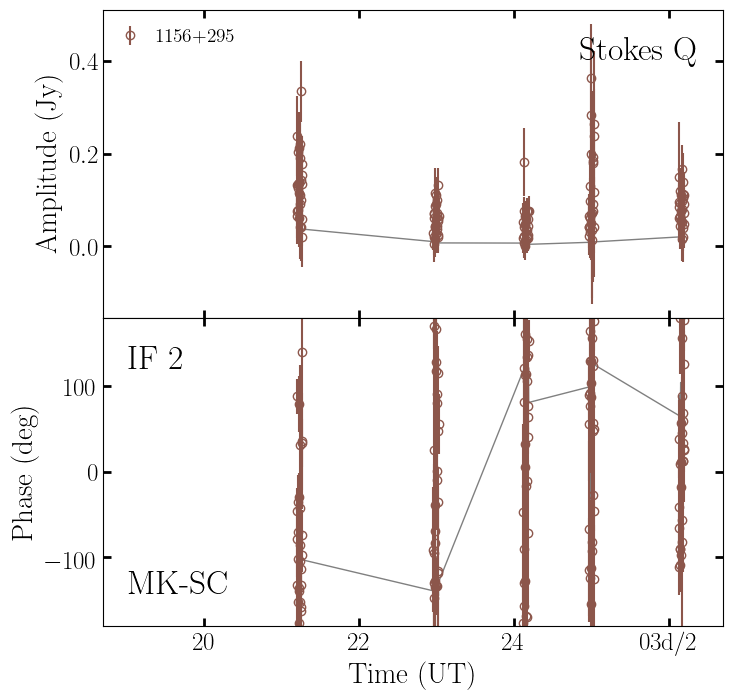 1156+295
Stokes Q
0.4
0.2
0.0
Amplitude (Jy)
IF 2
100
0
−100
Phase (deg)
MK-SC
20
22
24
03d/2
Time (UT)